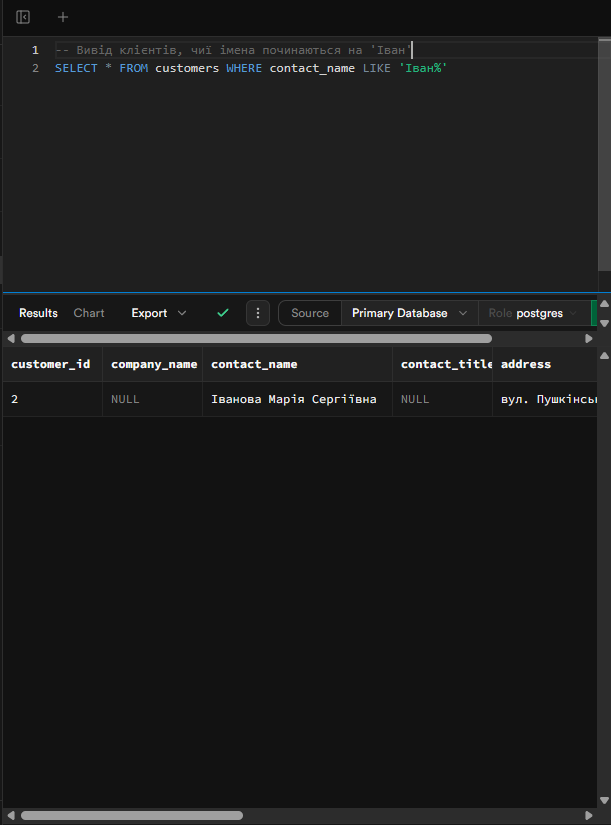 1 -- Вивід клієнтів, чиї імена починаються на 'Іван'
2 SELECT * FROM customers WHERE contact_name LIKE 'Іван%'
Results Chart Export Source Primary Database Role postgres
customer_id company_name contact_name contact_title address
2 NULL Іванова Марія Сергіївна NULL вул.